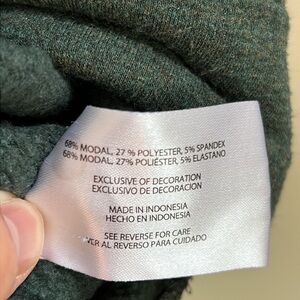 68% MODAL, 27 % POLYESTER, 5% SPANDEX
68% MODAL, 27% POLIÉSTER, 5% ELASTANO
EXCLUSIVE OF DECORATION
EXCLUSIVO DE DECORACION
MADE IN INDONESIA
HECHO EN INDONESIA
SEE REVERSE FOR CARE
VER AL REVERSO PARA CUIDADO